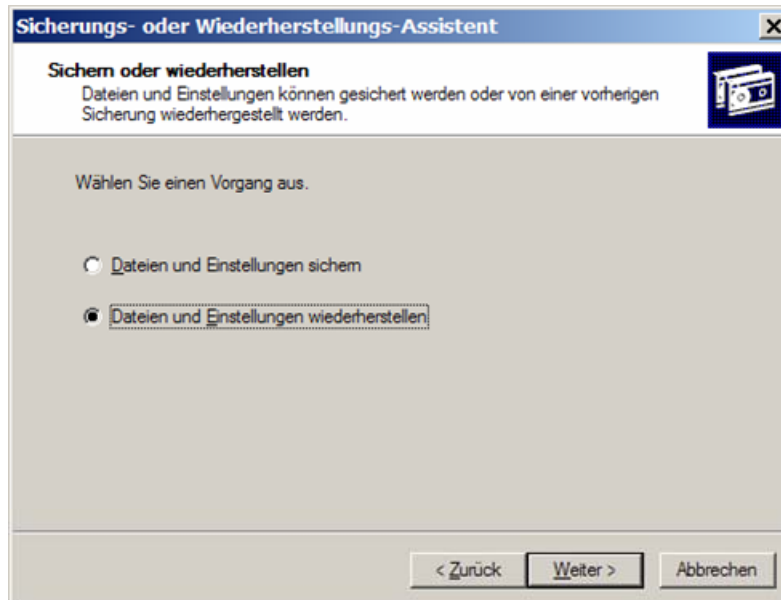 Sicherungs- oder Wiederherstellungs-Assistent
Sichern oder wiederherstellen
Dateien und Einstellungen können gesichert werden oder von einer vorherigen
Sicherung wiederhergestellt werden.
Wählen Sie einen Vorgang aus.
Dateien und Einstellungen sichern
Dateien und Einstellungen wiederherstellen
< Zurück   Weiter >   Abbrechen